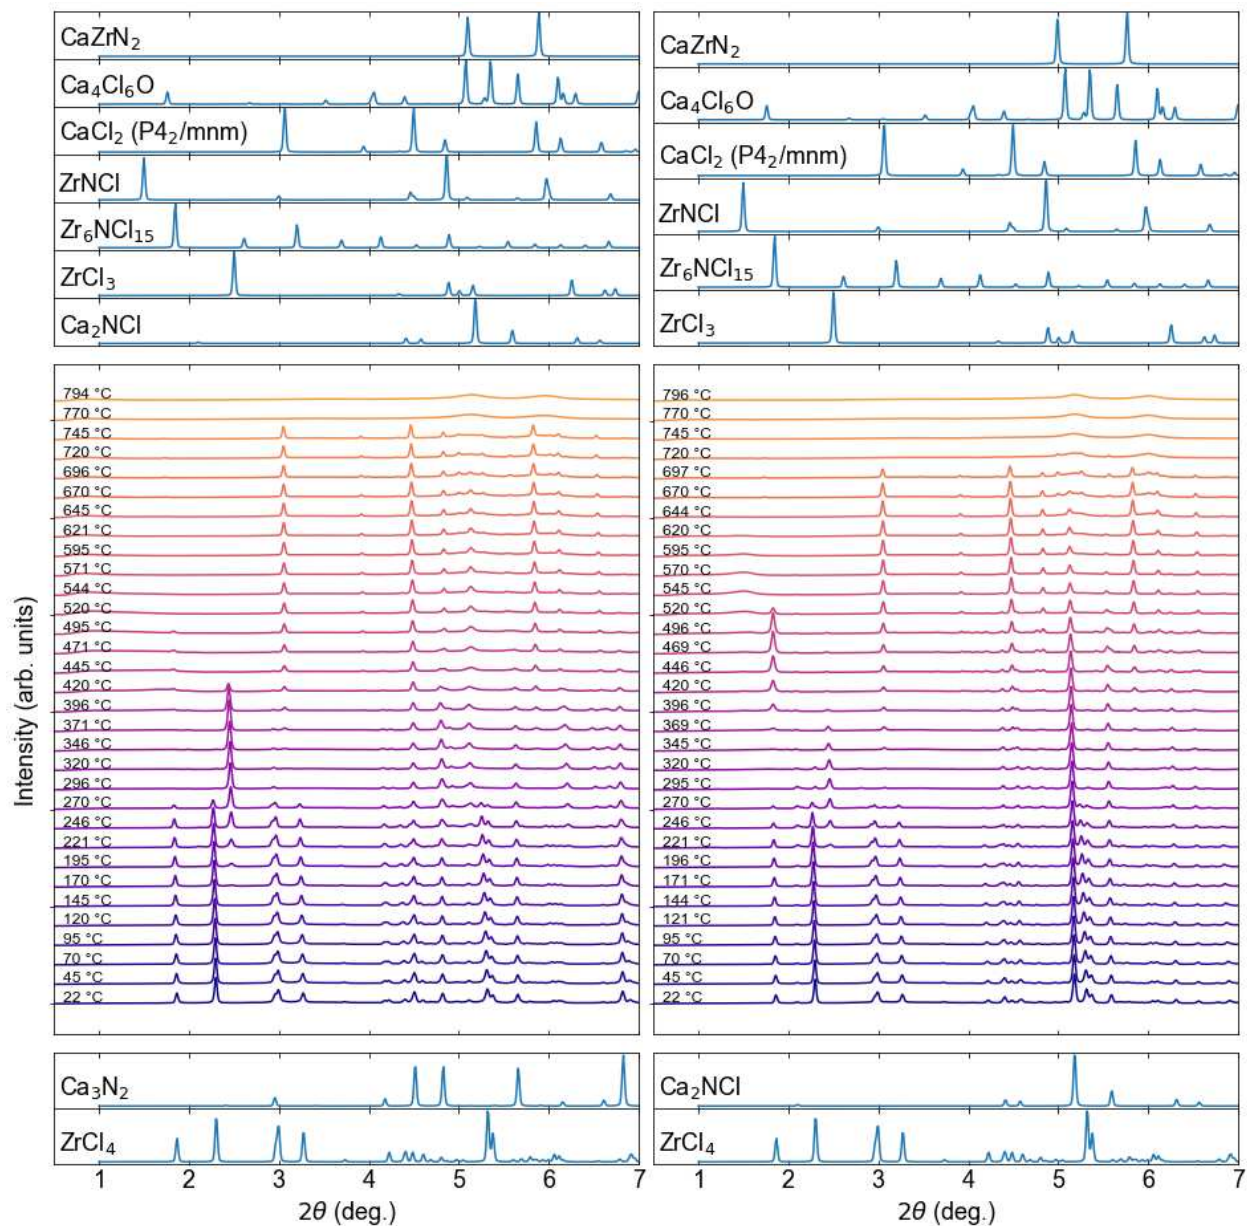 CaZrN₂
Ca₄Cl₆O
CaCl₂ (P4₂/mnm)
ZrNCl
Zr₆NCl₁₅
ZrCl₃
Ca₂NCl
CaZrN₂
Ca₄Cl₆O
CaCl₂ (P4₂/mnm)
ZrNCl
Zr₆NCl₁₅
ZrCl₃
Intensity (arb. units)
794 °C
770 °C
745 °C
720 °C
696 °C
670 °C
645 °C
621 °C
595 °C
571 °C
544 °C
520 °C
495 °C
471 °C
445 °C
420 °C
396 °C
371 °C
346 °C
320 °C
296 °C
270 °C
246 °C
221 °C
195 °C
170 °C
145 °C
120 °C
95 °C
70 °C
45 °C
22 °C
796 °C
770 °C
745 °C
720 °C
697 °C
670 °C
644 °C
620 °C
595 °C
570 °C
545 °C
520 °C
496 °C
469 °C
446 °C
420 °C
396 °C
369 °C
345 °C
320 °C
295 °C
270 °C
246 °C
221 °C
196 °C
171 °C
144 °C
121 °C
95 °C
70 °C
45 °C
22 °C
Ca₃N₂
ZrCl₄
1 2 3 4 5 6 7
2θ (deg.)
Ca₂NCl
ZrCl₄
1 2 3 4 5 6 7
2θ (deg.)